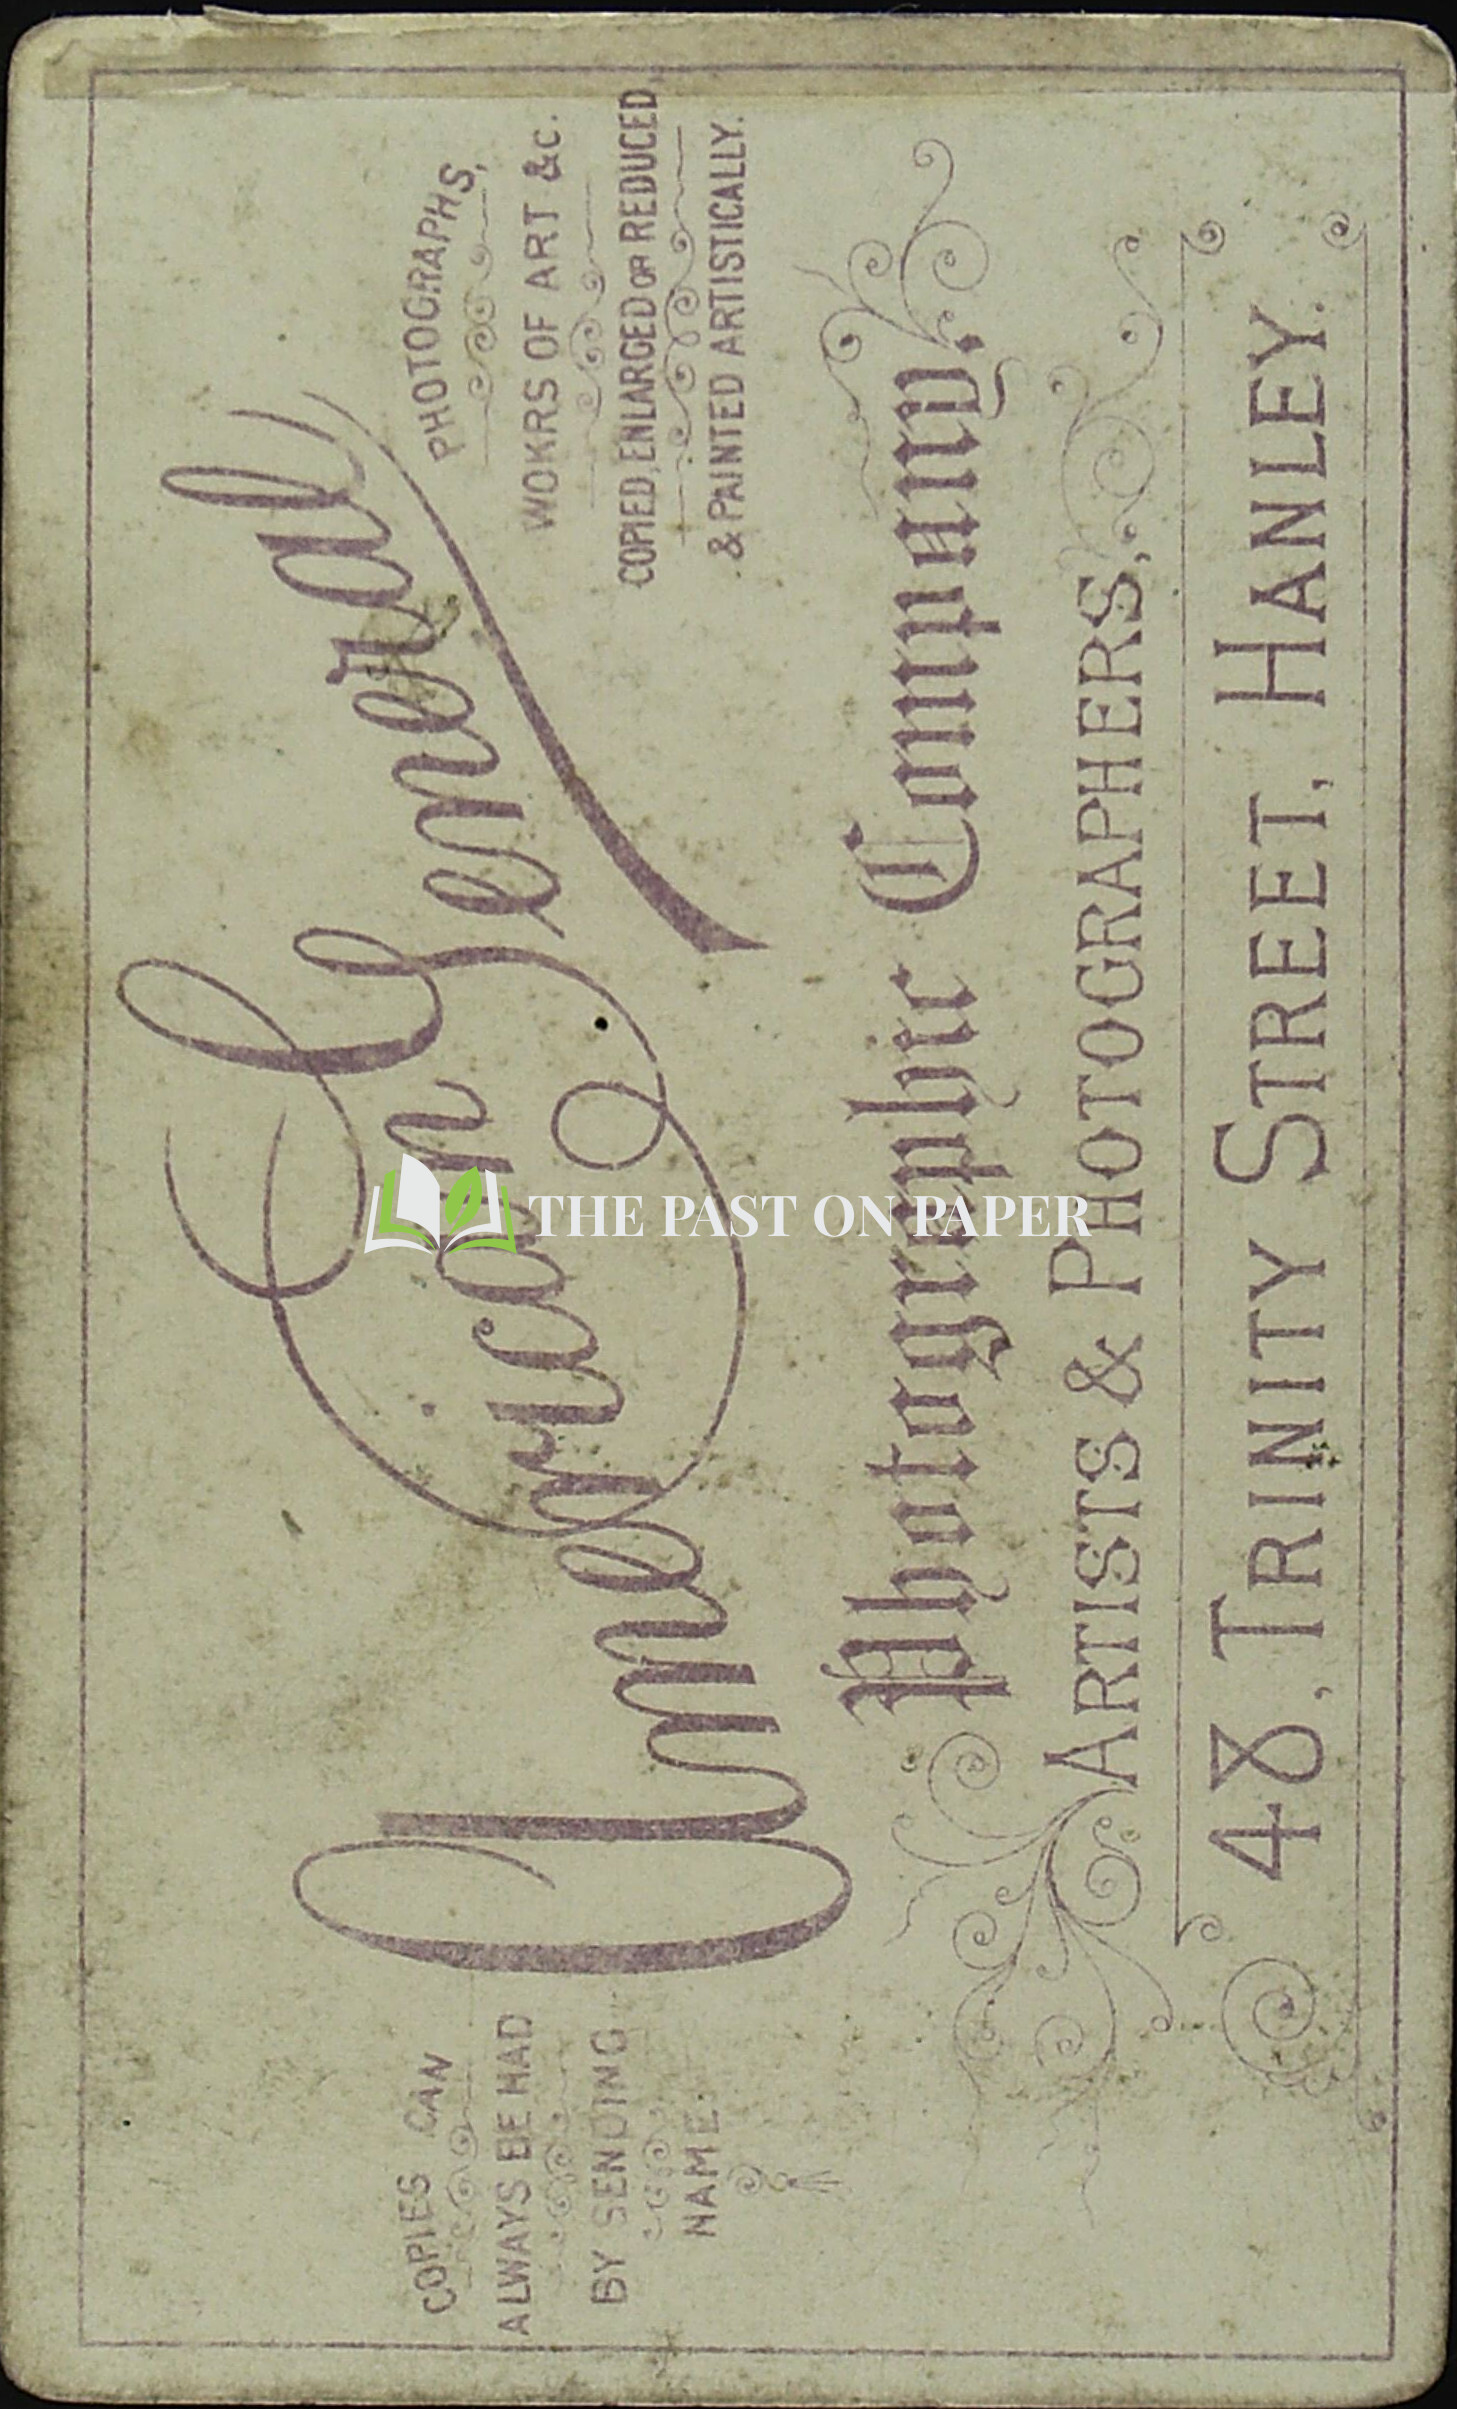 American General
Photographic Company.
ARTISTS & PHOTOGRAPHERS,
48, TRINITY STREET, HANLEY.
COPIES CAN
ALWAYS BE HAD
BY SENDING
NAME.
PHOTOGRAPHS,
WOKRS OF ART &c.
COPIED, ENLARGED OR REDUCED,
& PAINTED ARTISTICALLY.
THE PAST ON PAPER